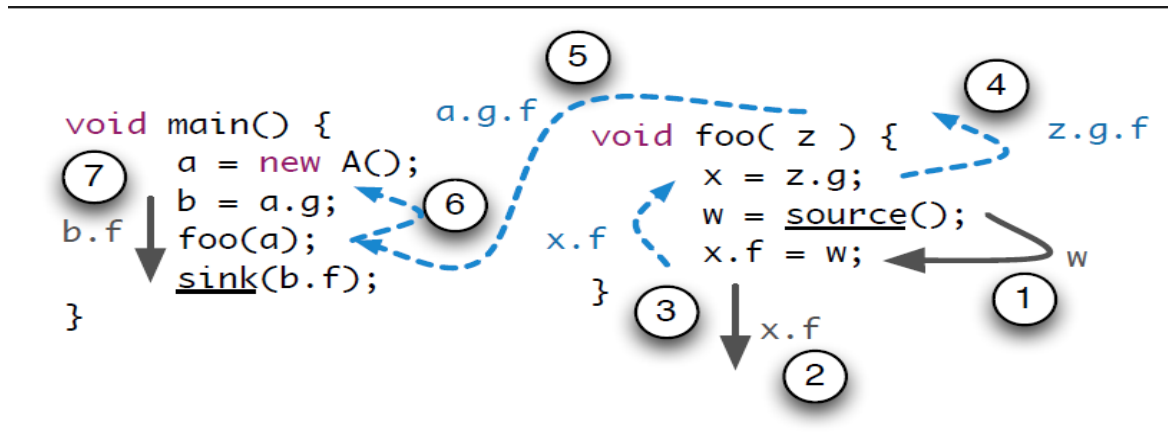 void main() {
a = new A();
b = a.g;
foo(a);
sink(b.f);
}
7
b.f
6
5
a.g.f
void foo( z ) {
x = z.g;
w = source();
x.f = w;
}
4
z.g.f
x.f
3
w
1
x.f
2